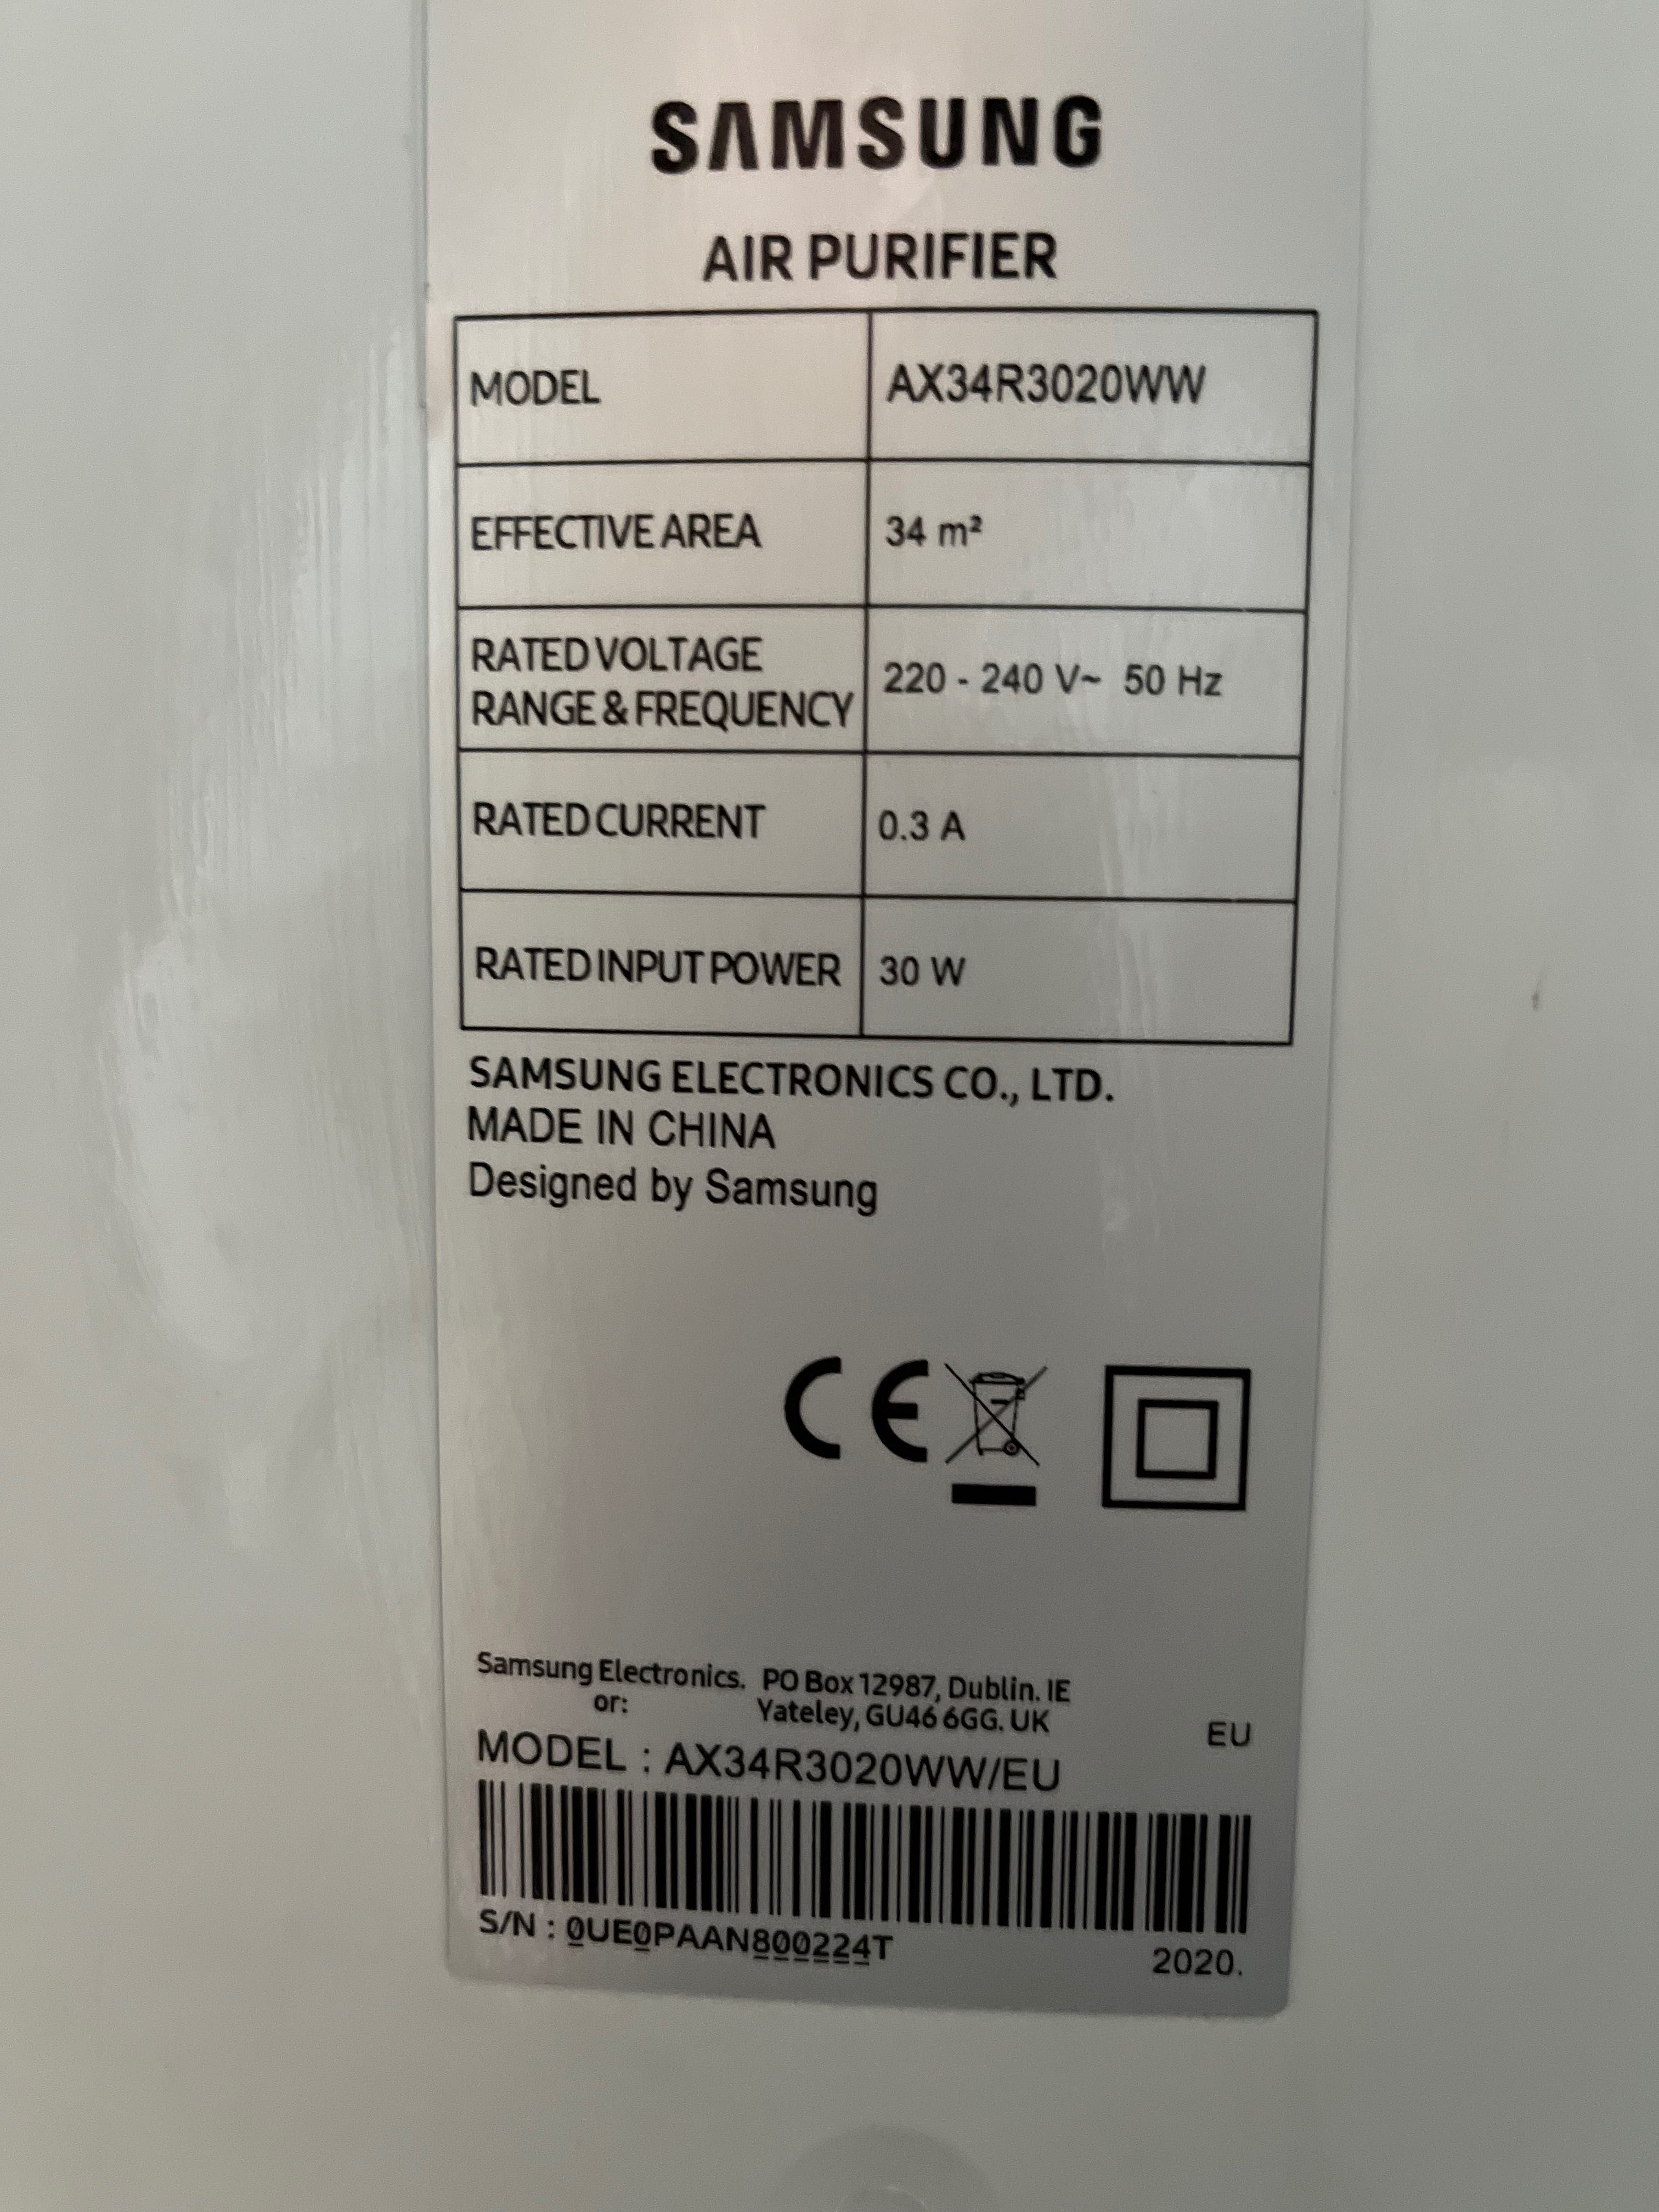 SAMSUNG
AIR PURIFIER
MODEL AX34R3020WW
EFFECTIVE AREA 34 m²
RATED VOLTAGE
RANGE & FREQUENCY 220 - 240 V~ 50 Hz
RATED CURRENT 0.3 A
RATED INPUT POWER 30 W
SAMSUNG ELECTRONICS CO., LTD.
MADE IN CHINA
Designed by Samsung
CE
Samsung Electronics. PO Box 12987, Dublin. IE
or: Yateley, GU46 6GG. UK
EU
MODEL : AX34R3020WW/EU
S/N : 0UE0PAAN800224T
2020.